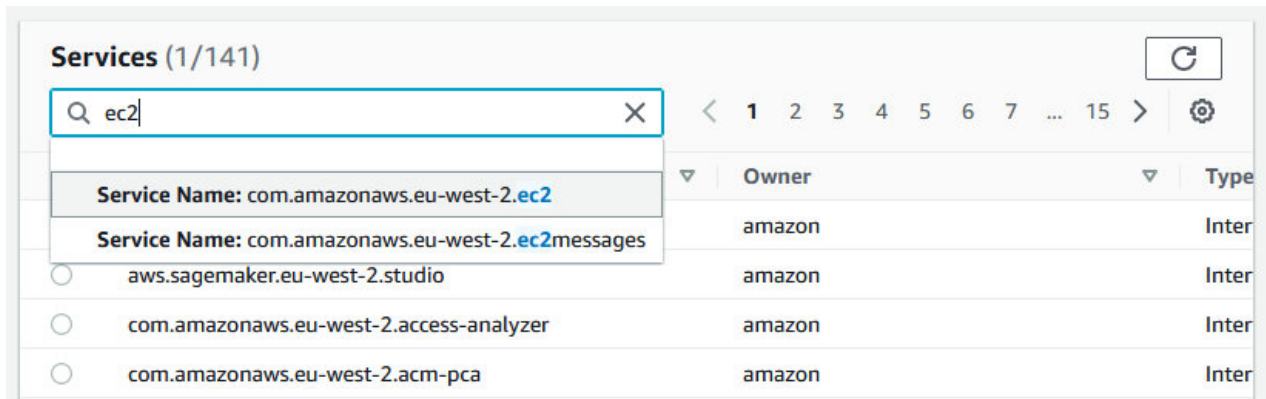 Services (1/141)
ec2
1 2 3 4 5 6 7 ... 15
Service Name: com.amazonaws.eu-west-2.ec2
Service Name: com.amazonaws.eu-west-2.ec2messages
Owner
Type
amazon
Inter
aws.sagemaker.eu-west-2.studio
amazon
Inter
com.amazonaws.eu-west-2.access-analyzer
amazon
Inter
com.amazonaws.eu-west-2.acm-pca
amazon
Inter